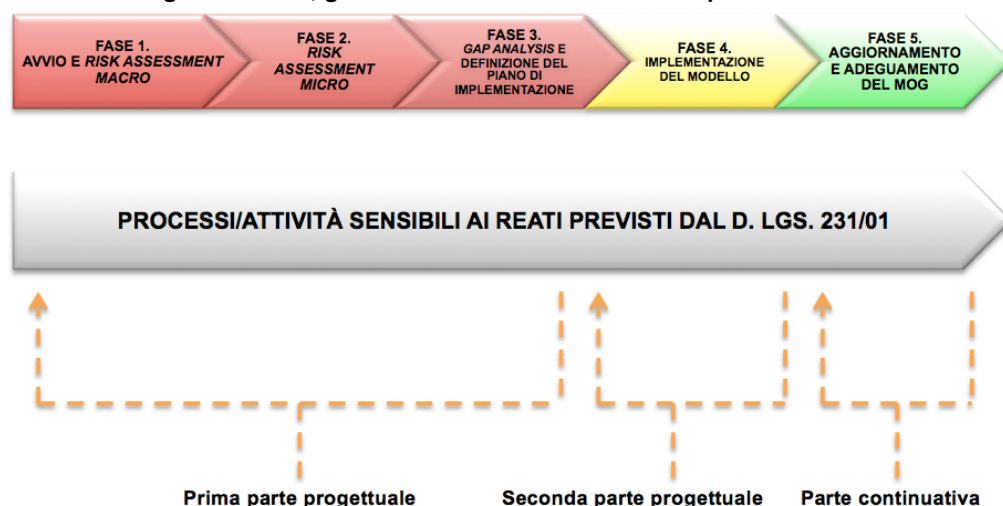 FASE 1.
AVVIO E RISK ASSESSMENT
MACRO
FASE 2.
RISK
ASSESSMENT
MICRO
FASE 3.
GAP ANALYSIS E
DEFINIZIONE DEL
PIANO DI
IMPLEMENTAZIONE
FASE 4.
IMPLEMENTAZIONE
DEL MODELLO
FASE 5.
AGGIORNAMENTO
E ADEGUAMENTO
DEL MOG
PROCESSI/ATTIVITÀ SENSIBILI AI REATI PREVISTI DAL D. LGS. 231/01
Prima parte progettuale
Seconda parte progettuale
Parte continuativa